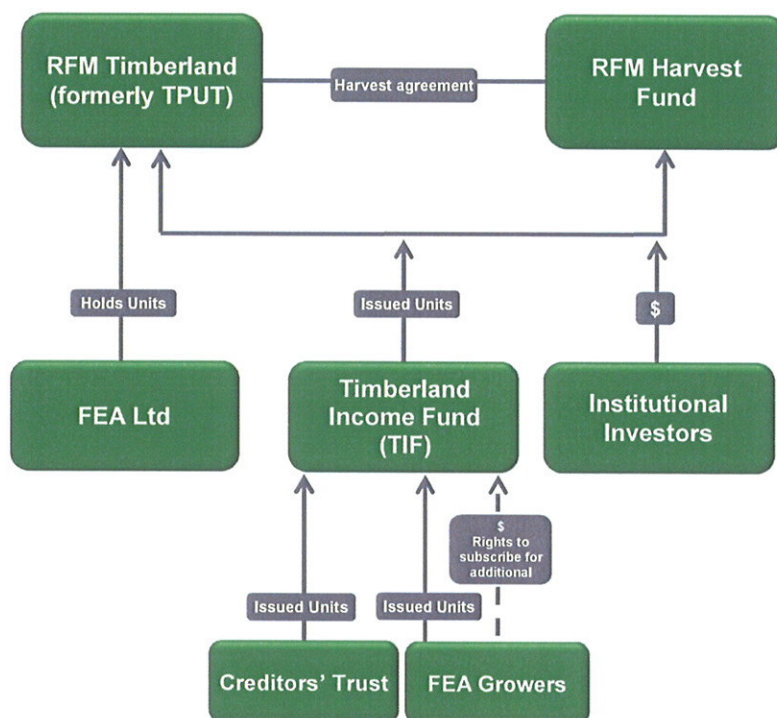 RFM Timberland
(formerly TPUT)
Harvest agreement
RFM Harvest
Fund
Holds Units
Issued Units
$
FEA Ltd
Timberland
Income Fund
(TIF)
Institutional
Investors
$
Rights to
subscribe for
additional
Issued Units
Issued Units
Creditors' Trust
FEA Growers